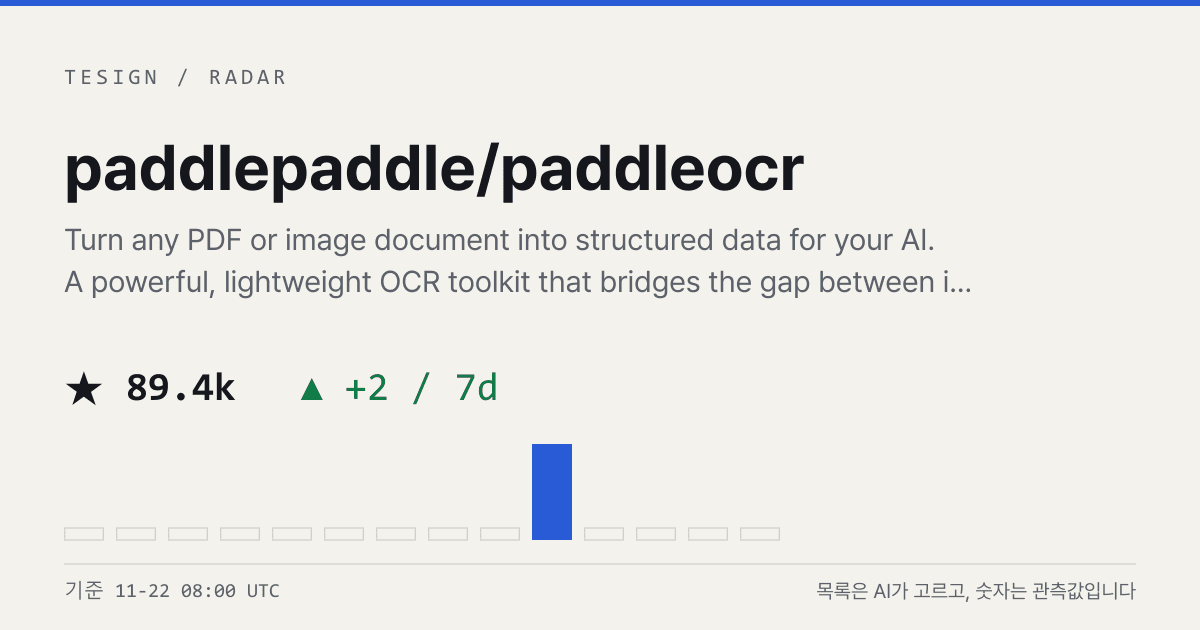 TESIGN / RADAR
paddlepaddle/paddleocr
Turn any PDF or image document into structured data for your AI.
A powerful, lightweight OCR toolkit that bridges the gap between i…
★ 89.4k ▲ +2 / 7d
기준 11-22 08:00 UTC
목록은 AI가 고르고, 숫자는 관측값입니다